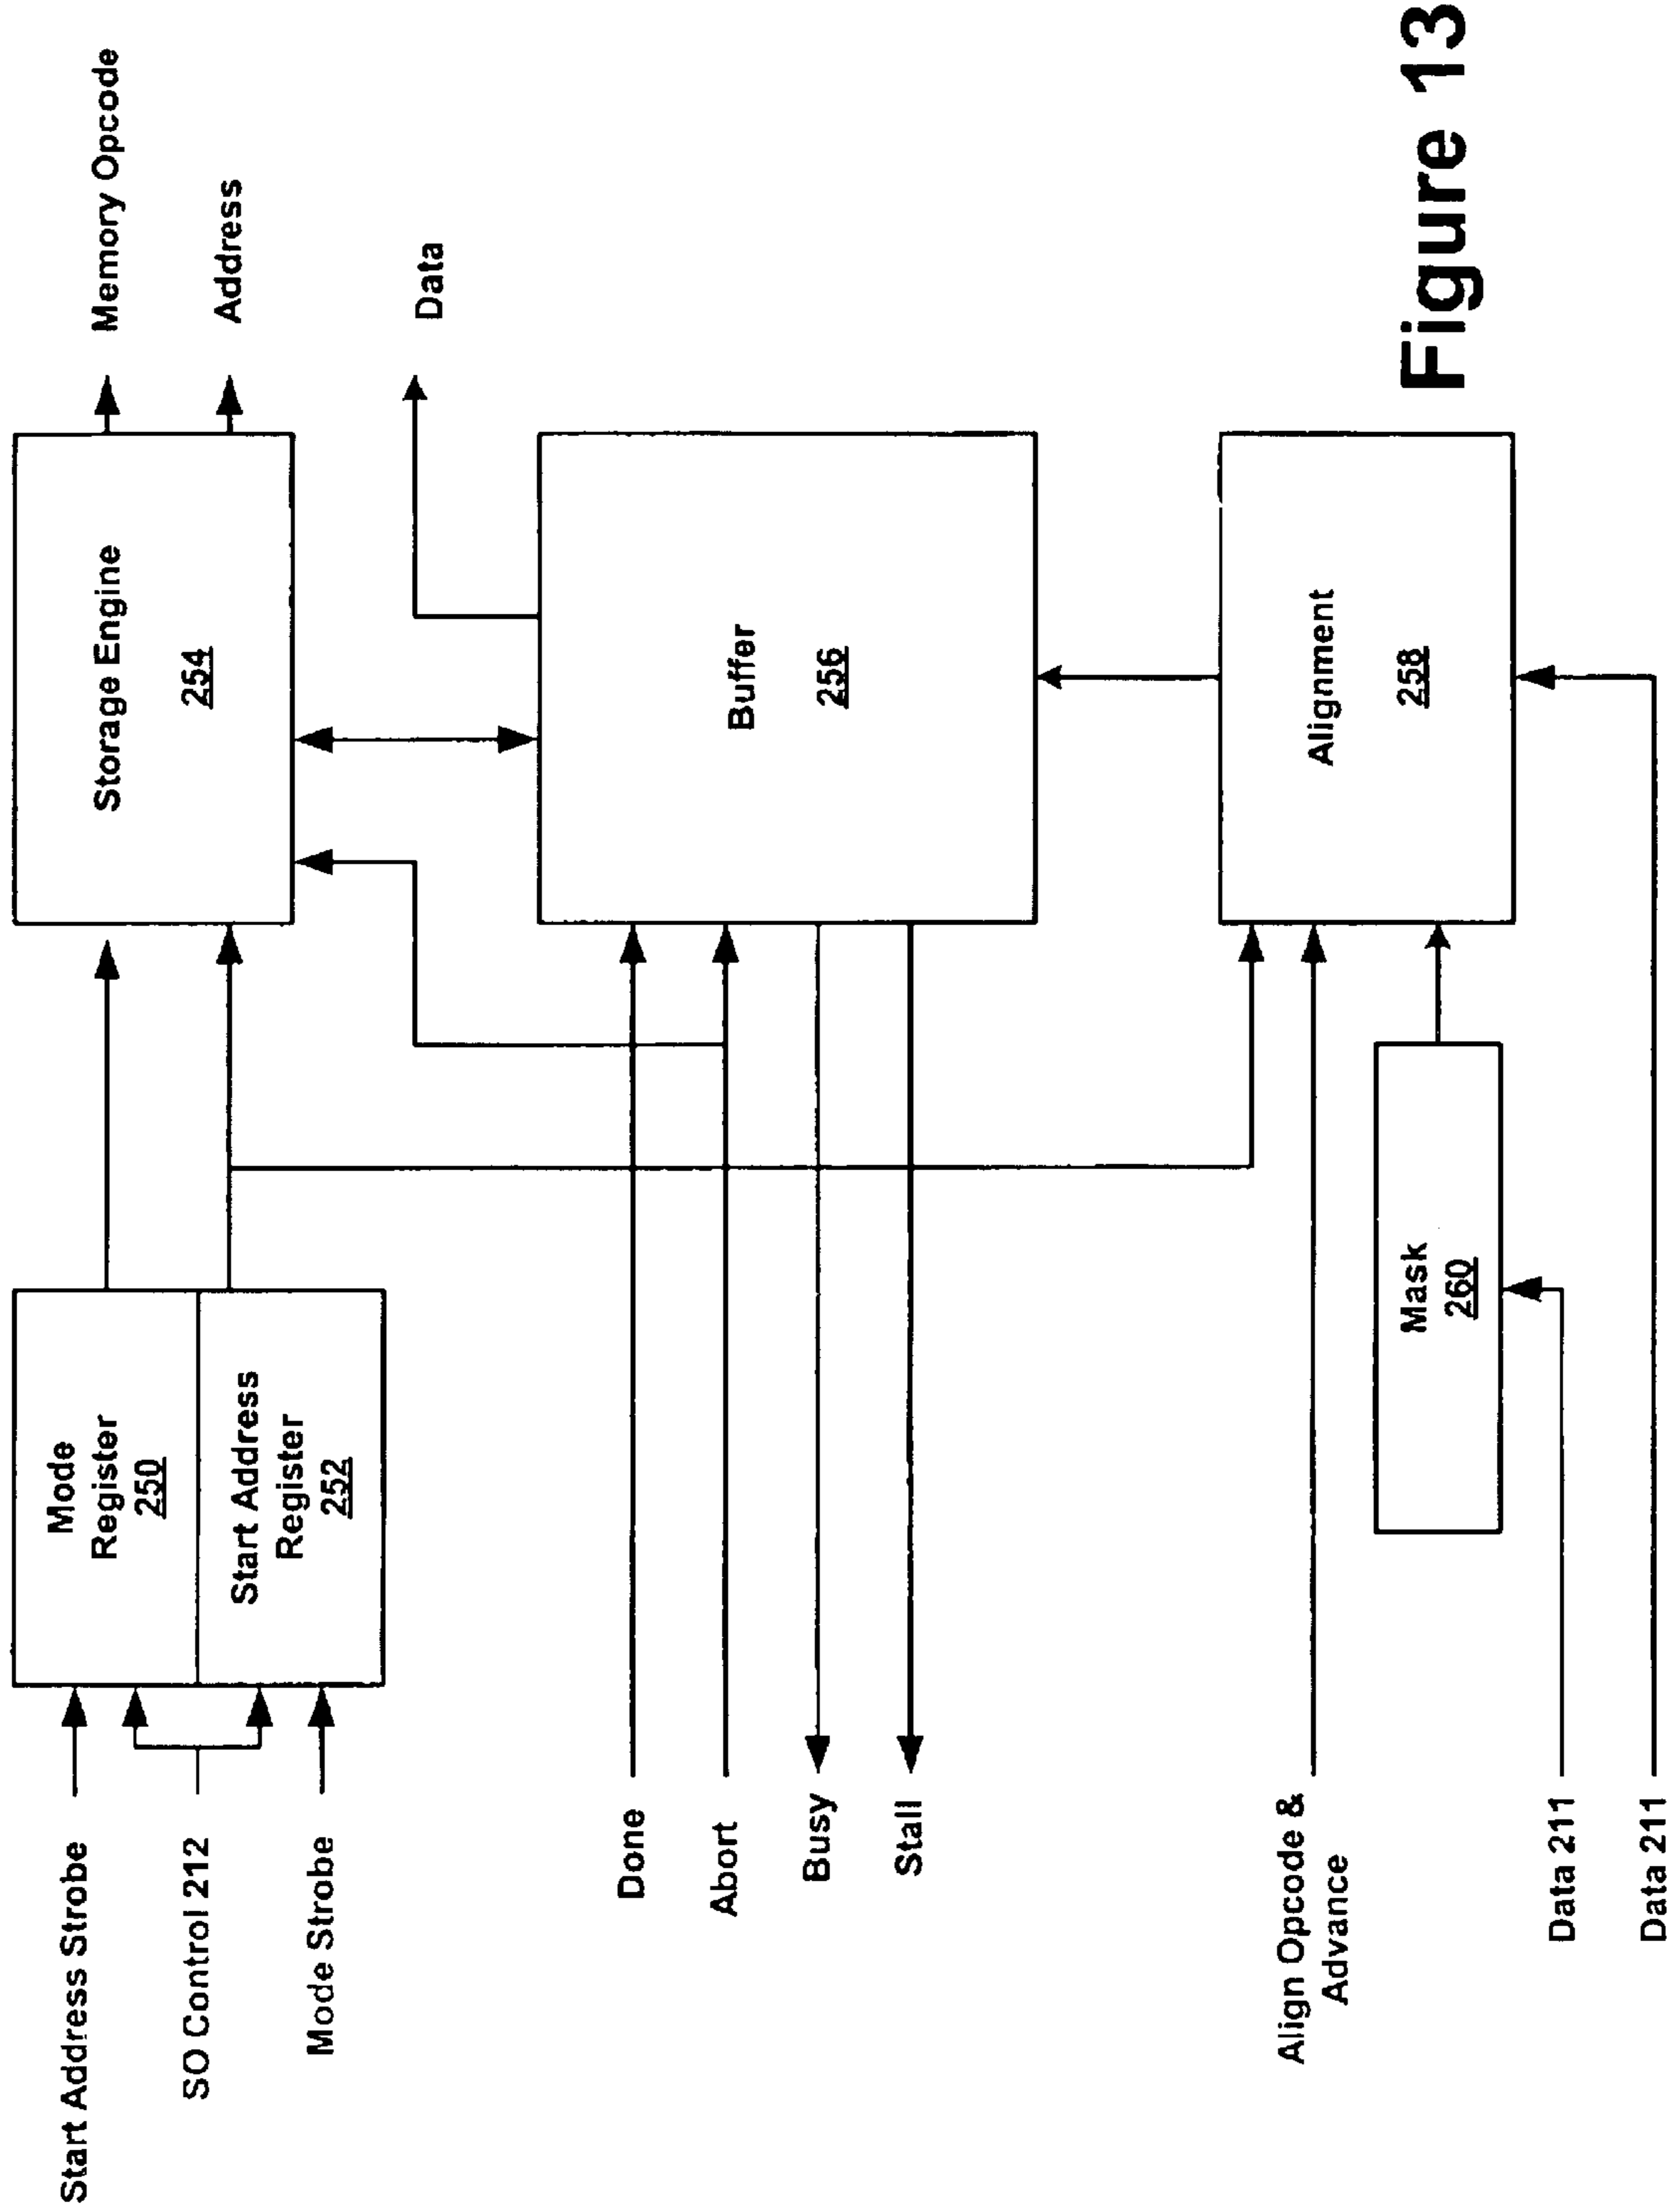 Start Address Strobe
SO Control 212
Mode Strobe
Mode
Register
250
Start Address
Register
252
Storage Engine
254
Memory Opcode
Address
Data
Done
Abort
Busy
Stall
Buffer
256
Align Opcode &
Advance
Alignment
258
Mask
260
Data 211
Data 211
Figure 13